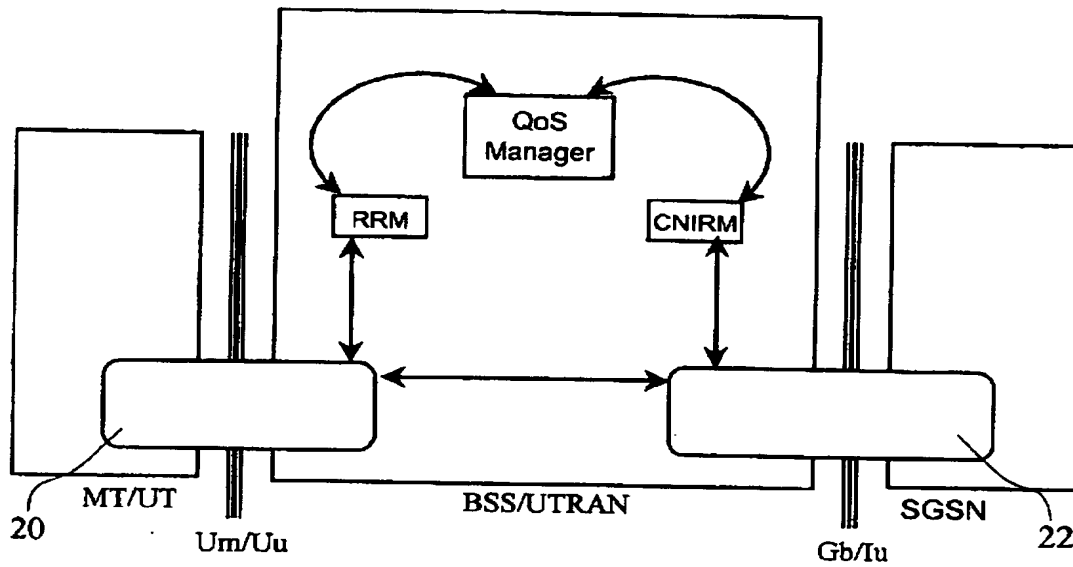 QoS
Manager
RRM
CNIRM
20
MT/UT
Um/Uu
BSS/UTRAN
Gb/Iu
SGSN
22